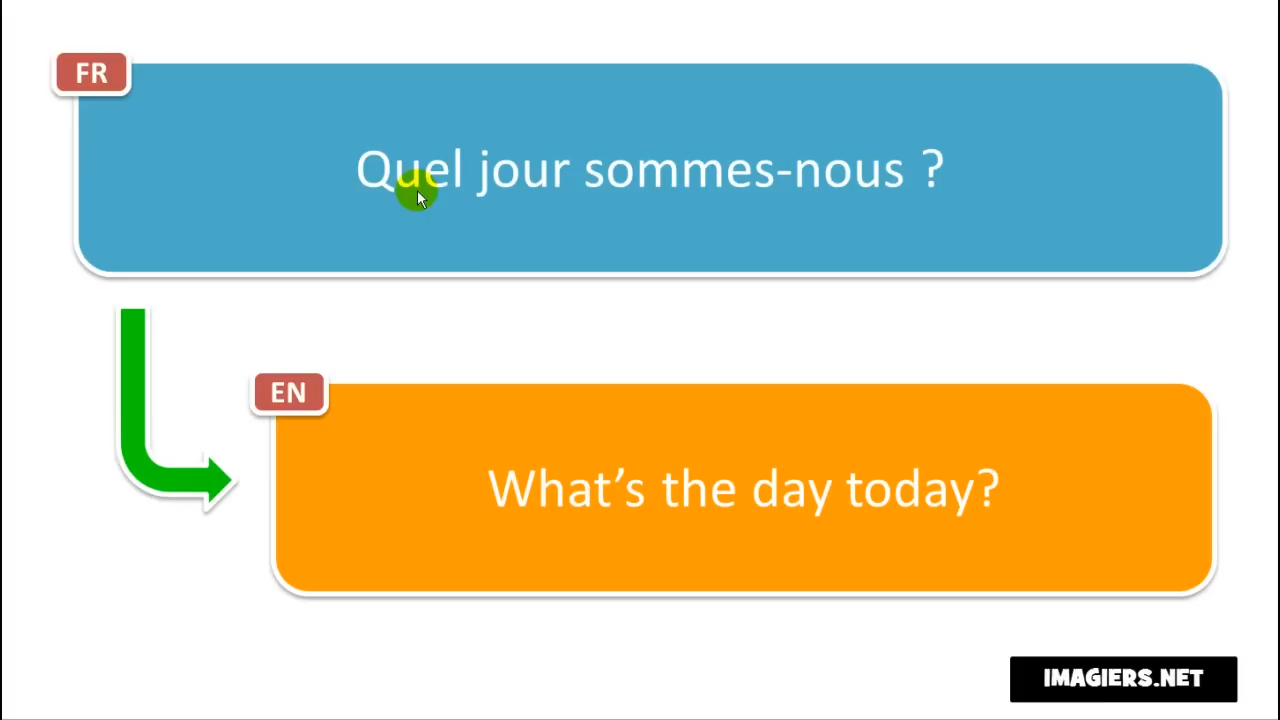 FR
Quel jour sommes-nous ?
EN
What’s the day today?
IMAGIERS.NET